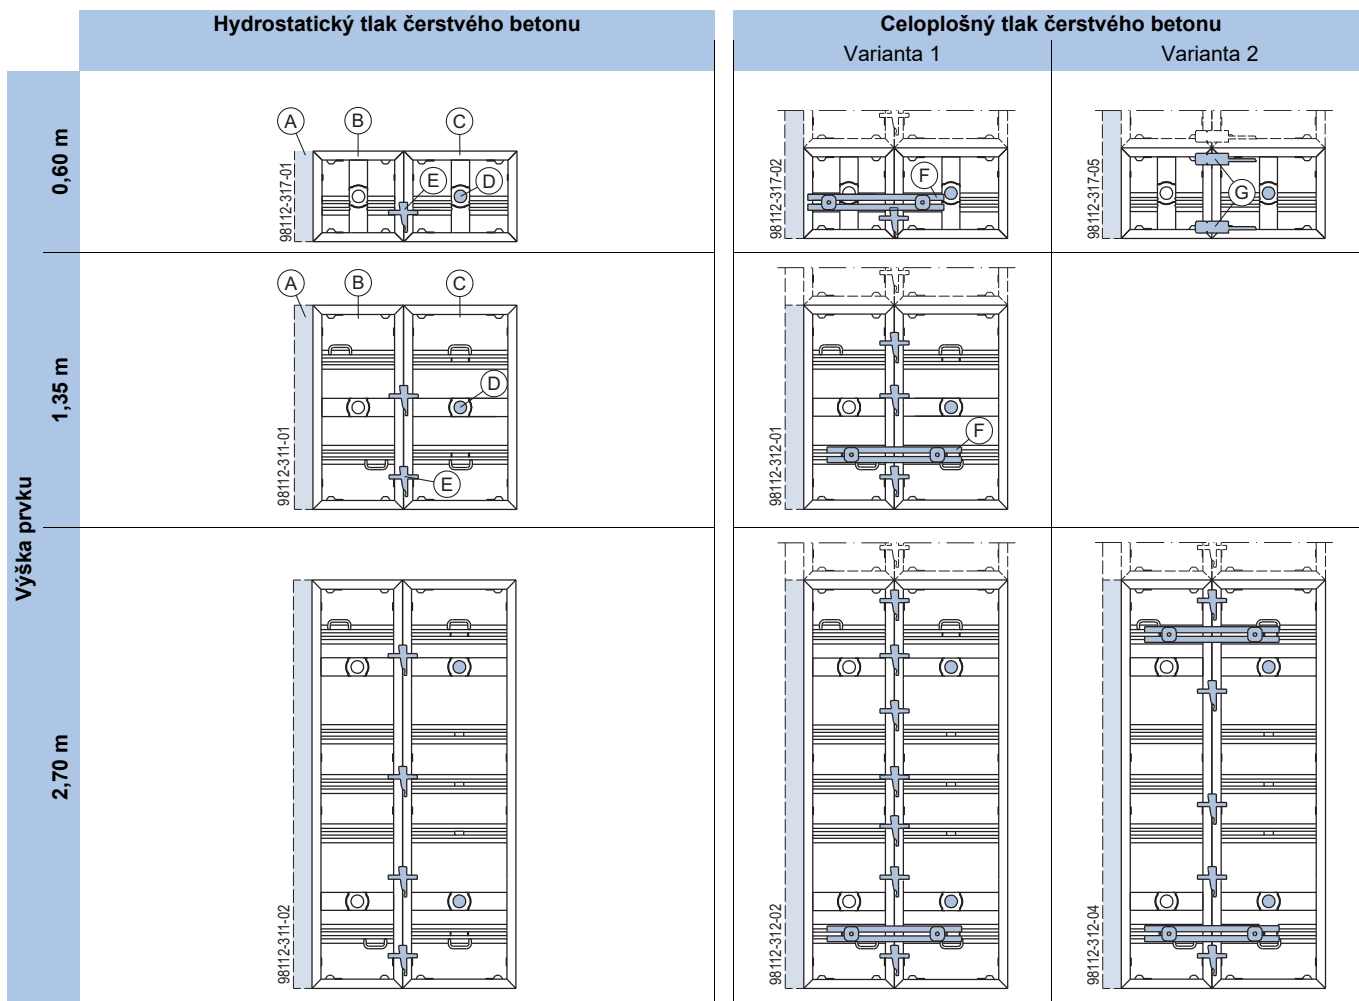 Hydrostatický tlak čerstvého betonu
Celoplošný tlak čerstvého betonu
Varianta 1
Varianta 2
Výška prvku
0,60 m
A
B
C
E
D
98112-317-01
F
98112-317-02
G
98112-317-05
1,35 m
A
B
C
D
E
98112-311-01
F
98112-312-01
2,70 m
98112-311-02
98112-312-02
98112-312-04